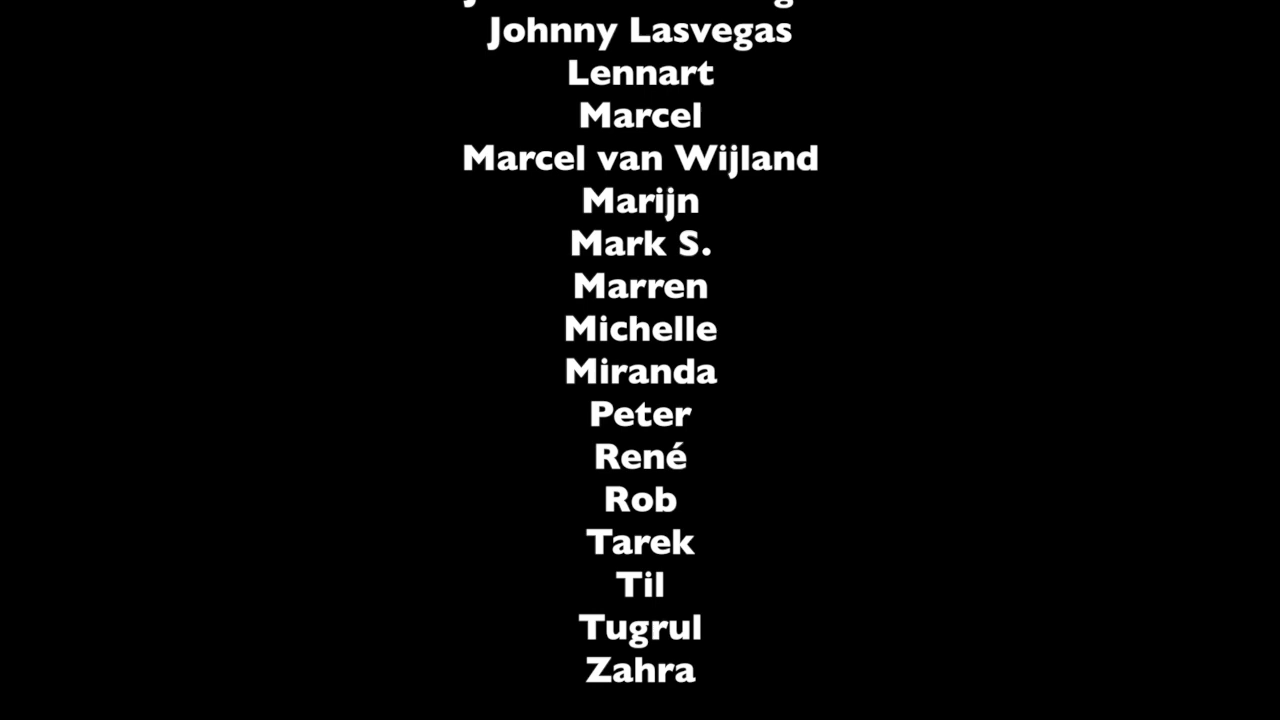 Johnny Lasvegas
Lennart
Marcel
Marcel van Wijland
Marijn
Mark S.
Marren
Michelle
Miranda
Peter
René
Rob
Tarek
Til
Tugrul
Zahra